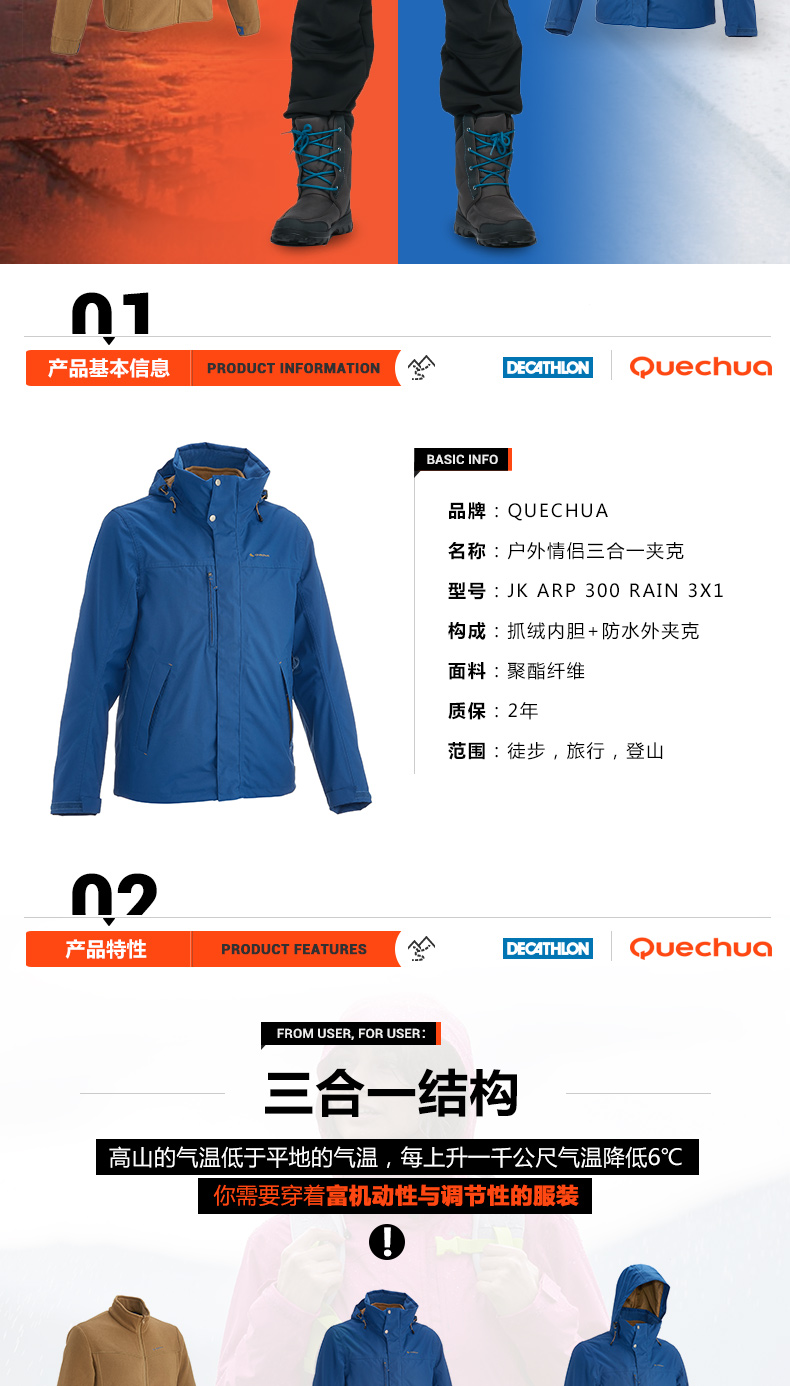 01
产品基本信息 PRODUCT INFORMATION DECATHLON Quechua
BASIC INFO
品牌：QUECHUA
名称：户外情侣三合一夹克
型号：JK ARP 300 RAIN 3X1
构成：抓绒内胆+防水外夹克
面料：聚酯纤维
质保：2年
范围：徒步，旅行，登山
02
产品特性 PRODUCT FEATURES DECATHLON Quechua
FROM USER, FOR USER：
三合一结构
高山的气温低于平地的气温，每上升一千公尺气温降低6℃
你需要穿着富机动性与调节性的服装
!